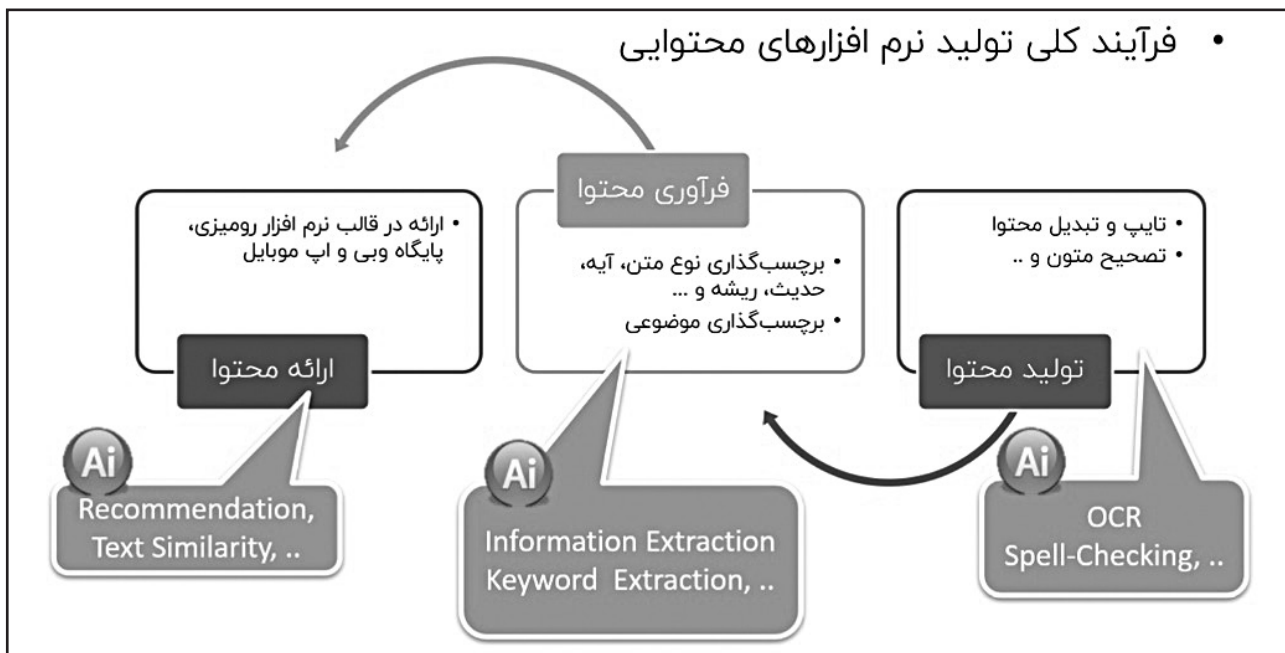 • فرآیند کلی تولید نرم افزارهای محتوایی
• تایپ و تبدیل محتوا
• تصحیح متون و ..
تولید محتوا
Ai
OCR
Spell-Checking, ..
فرآوری محتوا
• برچسب‌گذاری نوع متن، آیه،
حدیث، ریشه و ...
• برچسب‌گذاری موضوعی
Ai
Information Extraction
Keyword Extraction, ..
• ارائه در قالب نرم افزار رومیزی،
پایگاه وبی و اپ موبایل
ارائه محتوا
Ai
Recommendation,
Text Similarity, ..